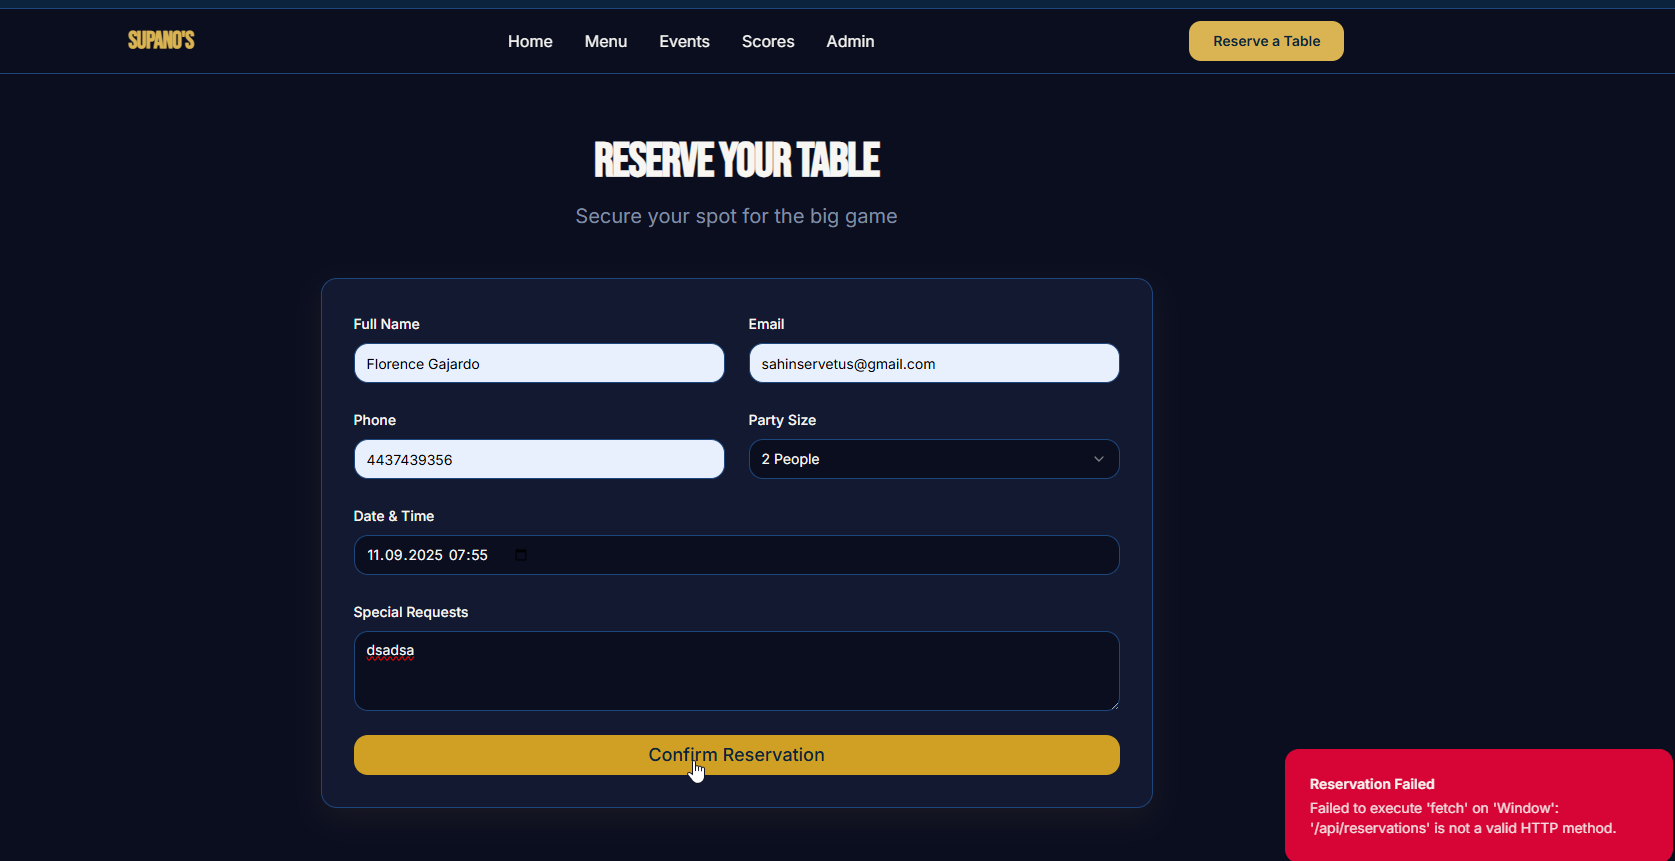 SUPANO'S
Home Menu Events Scores Admin
Reserve a Table
RESERVE YOUR TABLE
Secure your spot for the big game
Full Name
Email
Florence Gajardo
sahinservetus@gmail.com
Phone
Party Size
4437439356
2 People
Date & Time
11.09.2025 07:55
Special Requests
dsadsa
Confirm Reservation
Reservation Failed
Failed to execute 'fetch' on 'Window':
'/api/reservations' is not a valid HTTP method.